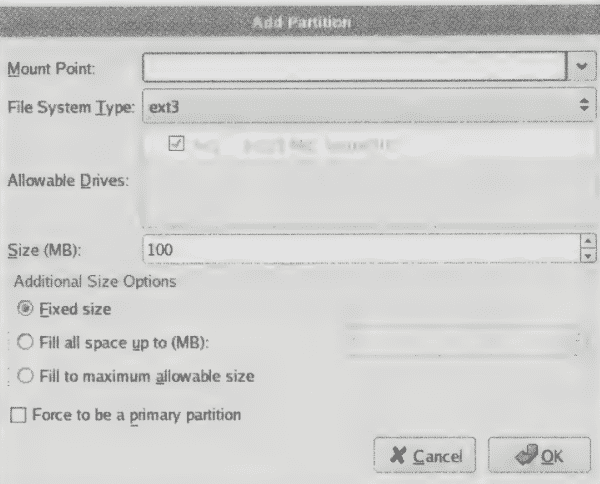 Add Partition
Mount Point:
File System Type: ext3
Allowable Drives:
Size (MB): 100
Additional Size Options
Fixed size
Fill all space up to (MB):
Fill to maximum allowable size
Force to be a primary partition
Cancel OK